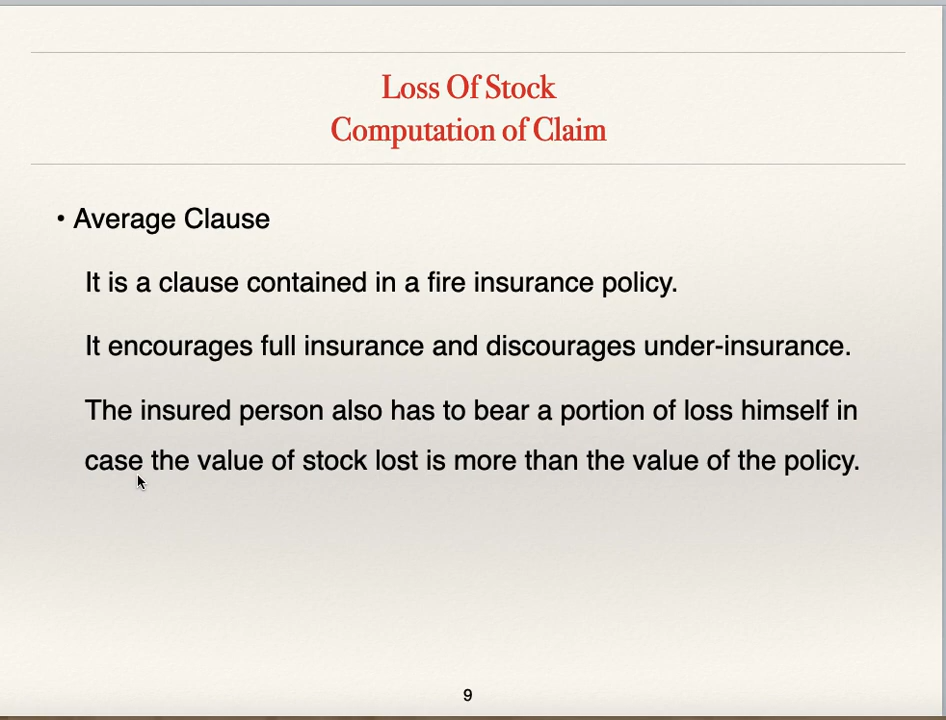 Loss Of Stock
Computation of Claim
• Average Clause
It is a clause contained in a fire insurance policy.
It encourages full insurance and discourages under-insurance.
The insured person also has to bear a portion of loss himself in
case the value of stock lost is more than the value of the policy.
9